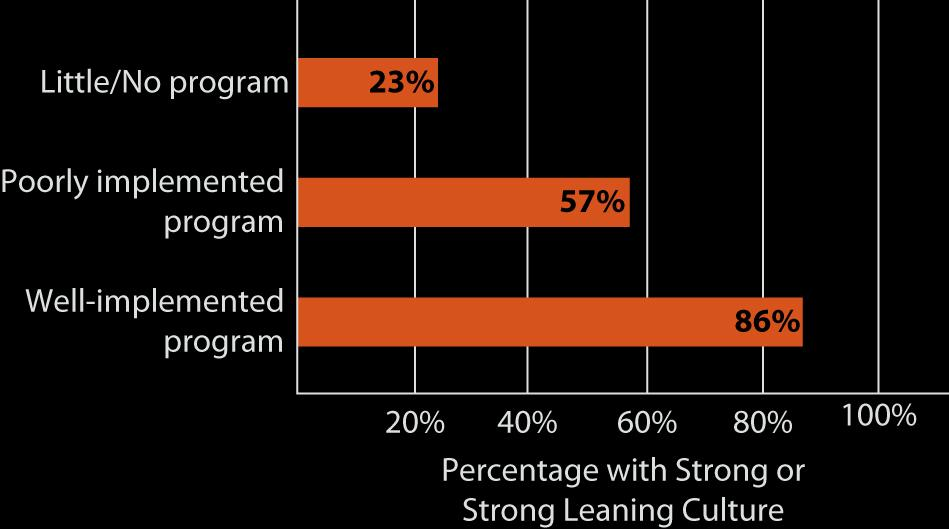 Little/No program
23%
Poorly implemented
program
57%
Well-implemented
program
86%
20% 40% 60% 80% 100%
Percentage with Strong or
Strong Leaning Culture